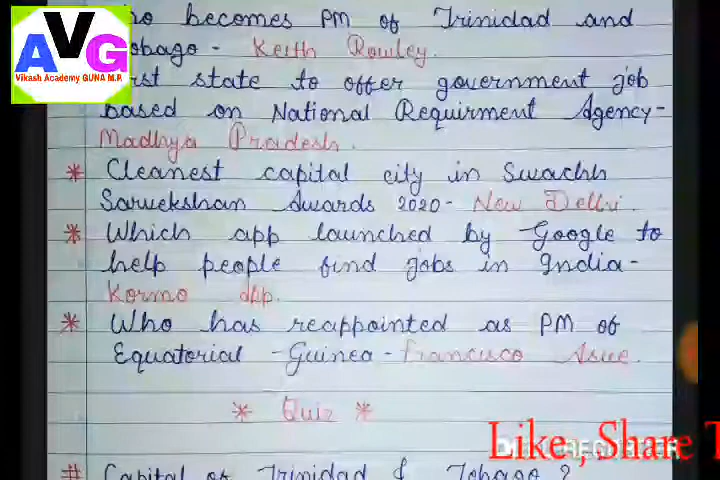 AVG
Vikash Academy GUNA M.P.
becomes PM of Trinidad and
Tobago - Keith Rowley.
First state to offer government job
based on National Requirment Agency-
Madhya Pradesh.
* Cleanest capital city in Swachh
Sarvekshan Awards 2020- New Delhi.
* Which app launched by Google to
help people find jobs in India-
Kormo App.
* Who has reappointed as PM of
Equatorial -Guinea- Francisco Asue.
* Quiz *
Like, Share T
# Capital of Trinidad & Tobago?